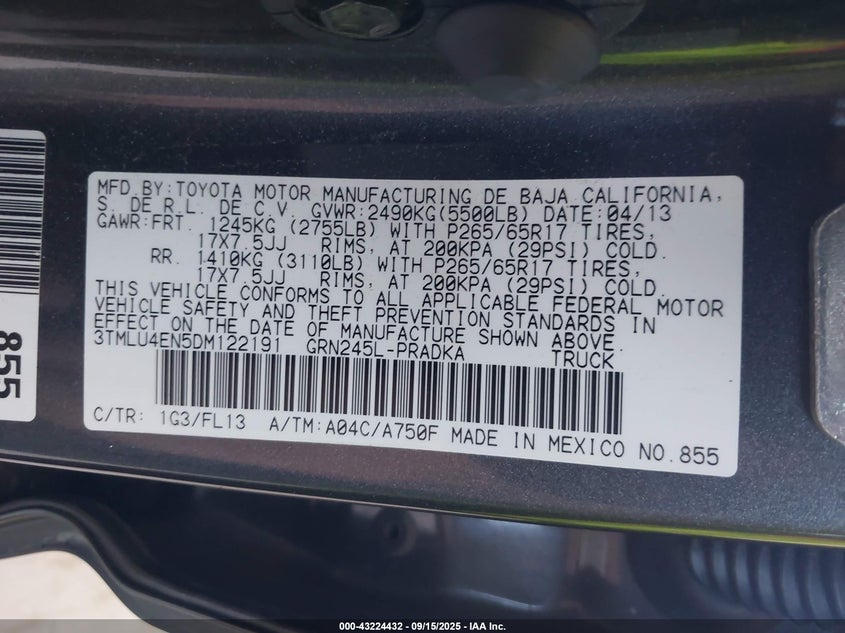 MFD.BY:TOYOTA MOTOR MANUFACTURING DE BAJA CALIFORNIA,
S. DE R.L. DE C.V. GVWR:2490KG(5500LB) DATE:04/13
GAWR:FRT. 1245KG (2755LB) WITH P265/65R17 TIRES,
17X7.5JJ RIMS, AT 200KPA (29PSI) COLD.
RR. 1410KG (3110LB) WITH P265/65R17 TIRES,
17X7.5JJ RIMS, AT 200KPA (29PSI) COLD.
THIS VEHICLE CONFORMS TO ALL APPLICABLE FEDERAL MOTOR
VEHICLE SAFETY AND THEFT PREVENTION STANDARDS IN
EFFECT ON THE DATE OF MANUFACTURE SHOWN ABOVE.
3TMLU4EN5DM122191 GRN245L-PRADKA TRUCK
C/TR: 1G3/FL13 A/TM:A04C/A750F MADE IN MEXICO NO.855
855
000-43224432 - 09/15/2025 - IAA Inc.